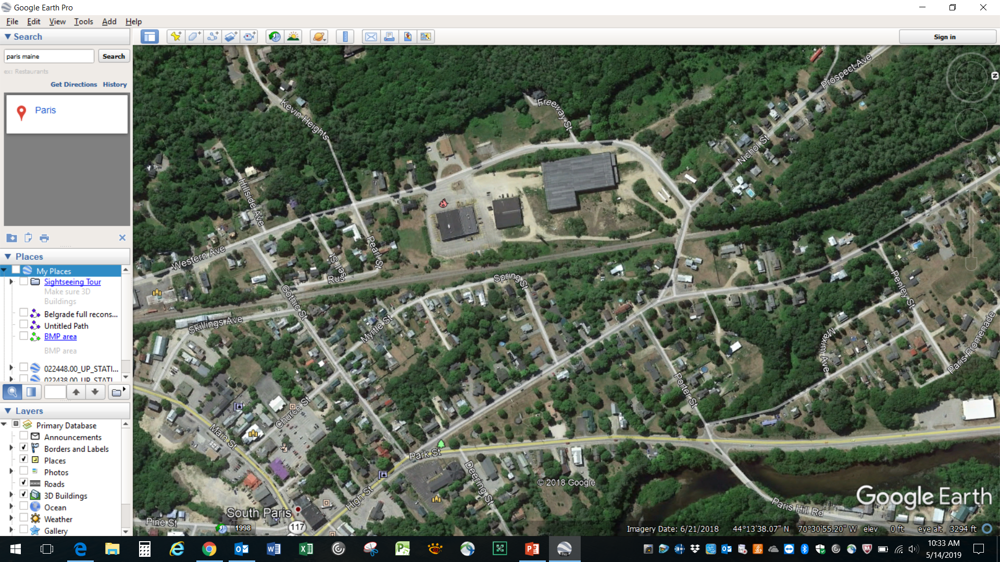 Google Earth Pro
File Edit View Tools Add Help
Search
paris maine
Search
ex: Restaurants
Get Directions History
Paris
Places
My Places
Sightseeing Tour
Make sure 3D
Buildings
Belgrade full recons...
Untitled Path
BMP area
BMP area
022448.00_UP_STATI...
022438.00_UP_STATI...
Layers
Primary Database
Announcements
Borders and Labels
Places
Photos
Roads
3D Buildings
Ocean
Weather
Gallery
Sign in
N
Prospect Ave
Freeway St
Kevin Heights
Nichol St
Hillside Ave
Western Ave
Pearl St
Russell St
Spring St
Gothic St
Penley St
Skillings Ave
Myrtle St
Maxim Ave
Paris Promenade
Porter St
Church St
Main St
Park St
Deering St
High St
South Paris
Pine St
117
Paris Hill Rd
© 2018 Google
Google Earth
1998
Imagery Date: 6/21/2018 44°13'38.07" N 70°30'55.20" W elev 0 ft eye alt 3294 ft
Pro
10:33 AM
5/14/2019